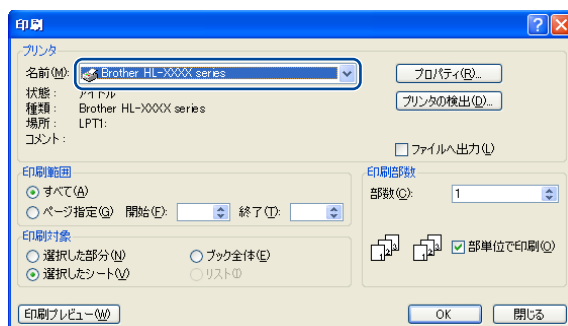 印刷
プリンタ
名前(M): Brother HL-XXXX series
プロパティ(R)...
状態: アイドル
種類: Brother HL-XXXX series
プリンタの検出(D)...
場所: LPT1:
コメント:
ファイルへ出力(L)
印刷範囲
すべて(A)
ページ指定(G) 開始(F): 終了(T):
印刷部数
部数(C): 1
部単位で印刷(O)
印刷対象
選択した部分(N) ブック全体(E)
選択したシート(V) リスト(I)
印刷プレビュー(W) OK 閉じる